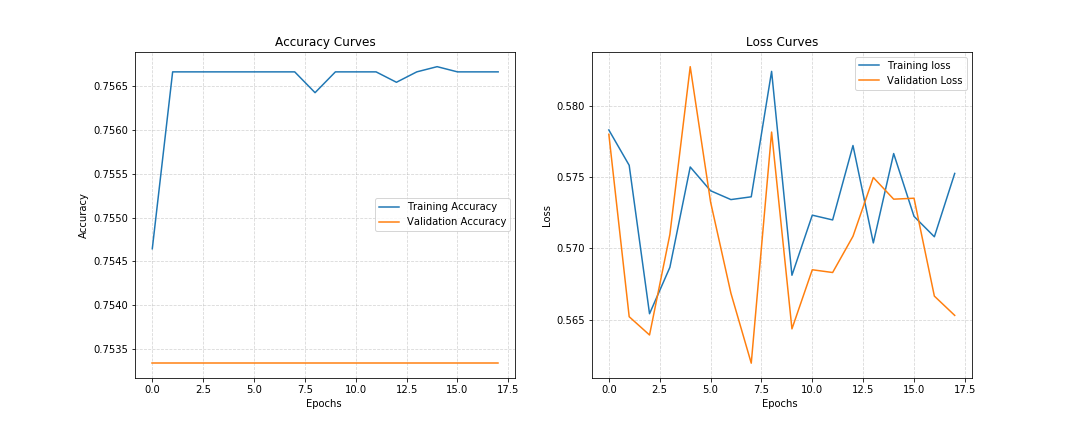 Accuracy Curves
0.7565
0.7560
0.7555
0.7550
0.7545
0.7540
0.7535
Accuracy
Training Accuracy
Validation Accuracy
0.0 2.5 5.0 7.5 10.0 12.5 15.0 17.5
Epochs
Loss Curves
Training loss
Validation Loss
0.580
0.575
0.570
0.565
Loss
0.0 2.5 5.0 7.5 10.0 12.5 15.0 17.5
Epochs